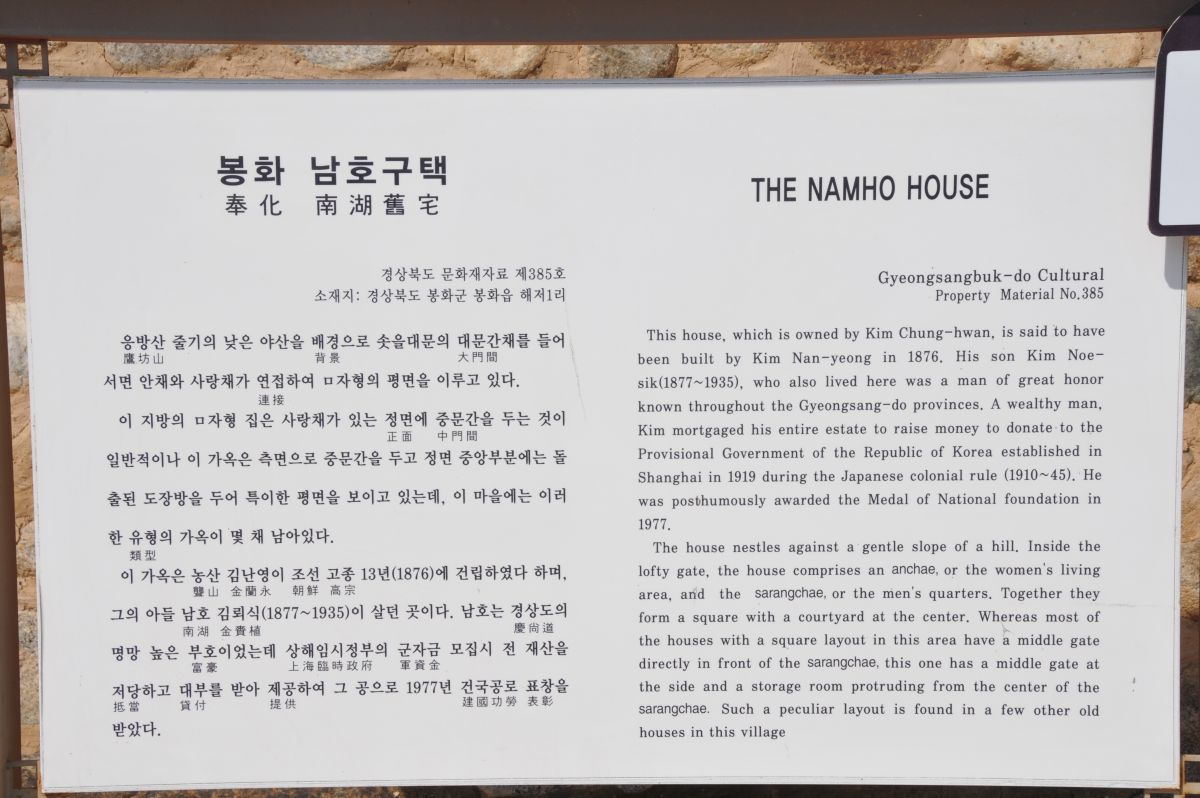 봉화 남호구택
奉化 南湖舊宅
경상북도 문화재자료 제385호
소재지: 경상북도 봉화군 봉화읍 해저1리
응방산 줄기의 낮은 야산을 배경으로 솟을대문의 대문간채를 들어
鷹坊山 背景 大門間
서면 안채와 사랑채가 연접하여 ㅁ자형의 평면을 이루고 있다.
連接
이 지방의 ㅁ자형 집은 사랑채가 있는 정면에 중문간을 두는 것이
正面 中門間
일반적이나 이 가옥은 측면으로 중문간을 두고 정면 중앙부분에는 돌
출된 도장방을 두어 특이한 평면을 보이고 있는데, 이 마을에는 이러
한 유형의 가옥이 몇 채 남아있다.
類型
이 가옥은 농산 김난영이 조선 고종 13년(1876)에 건립하였다 하며,
聾山 金蘭永 朝鮮 高宗
그의 아들 남호 김뢰식(1877~1935)이 살던 곳이다. 남호는 경상도의
南湖 金賚植 慶尙道
명망 높은 부호이었는데 상해임시정부의 군자금 모집시 전 재산을
富豪 上海臨時政府 軍資金
저당하고 대부를 받아 제공하여 그 공으로 1977년 건국공로 표창을
抵當 貸付 提供 建國功勞 表彰
받았다.
THE NAMHO HOUSE
Gyeongsangbuk-do Cultural
Property Material No.385
This house, which is owned by Kim Chung-hwan, is said to have
been built by Kim Nan-yeong in 1876. His son Kim Noe-
sik(1877~1935), who also lived here was a man of great honor
known throughout the Gyeongsang-do provinces. A wealthy man,
Kim mortgaged his entire estate to raise money to donate to the
Provisional Government of the Republic of Korea established in
Shanghai in 1919 during the Japanese colonial rule (1910~45). He
was posthumously awarded the Medal of National foundation in
1977.
The house nestles against a gentle slope of a hill. Inside the
lofty gate, the house comprises an anchae, or the women's living
area, and the sarangchae, or the men's quarters. Together they
form a square with a courtyard at the center. Whereas most of
the houses with a square layout in this area have a middle gate
directly in front of the sarangchae, this one has a middle gate at
the side and a storage room protruding from the center of the
sarangchae. Such a peculiar layout is found in a few other old
houses in this village